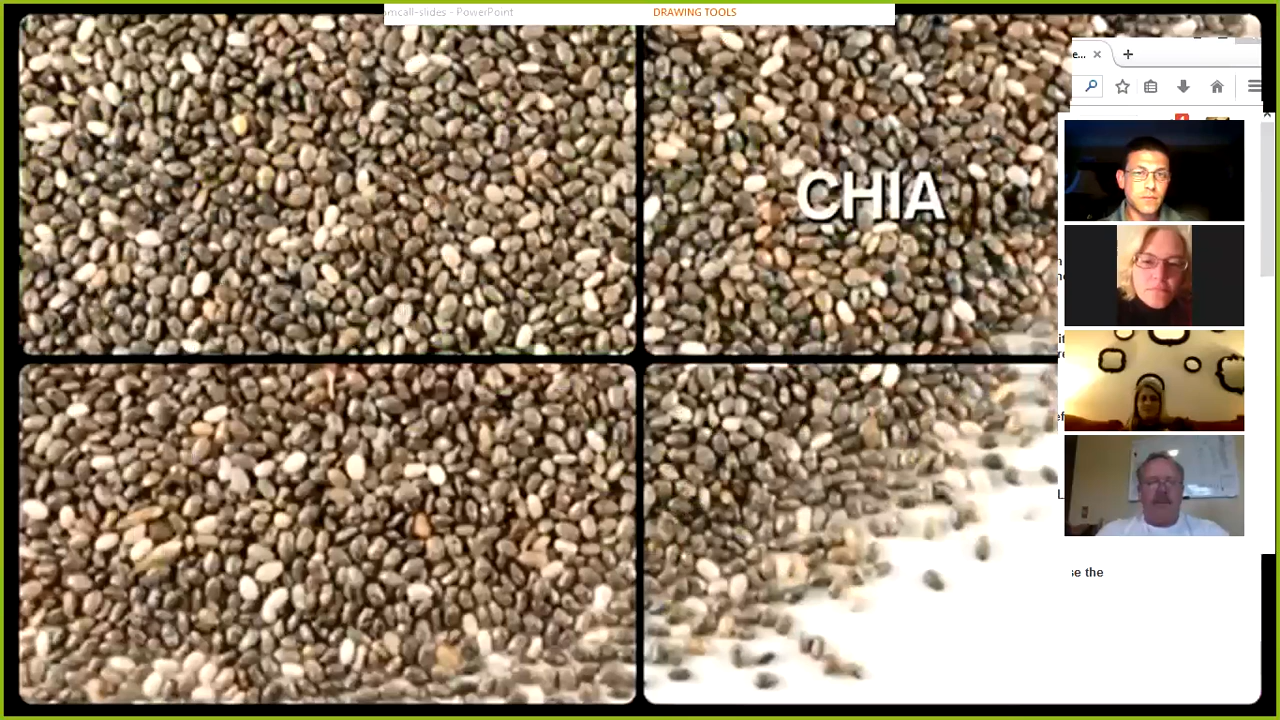 mcall-slides - PowerPoint
DRAWING TOOLS
e...
CHIA
se the